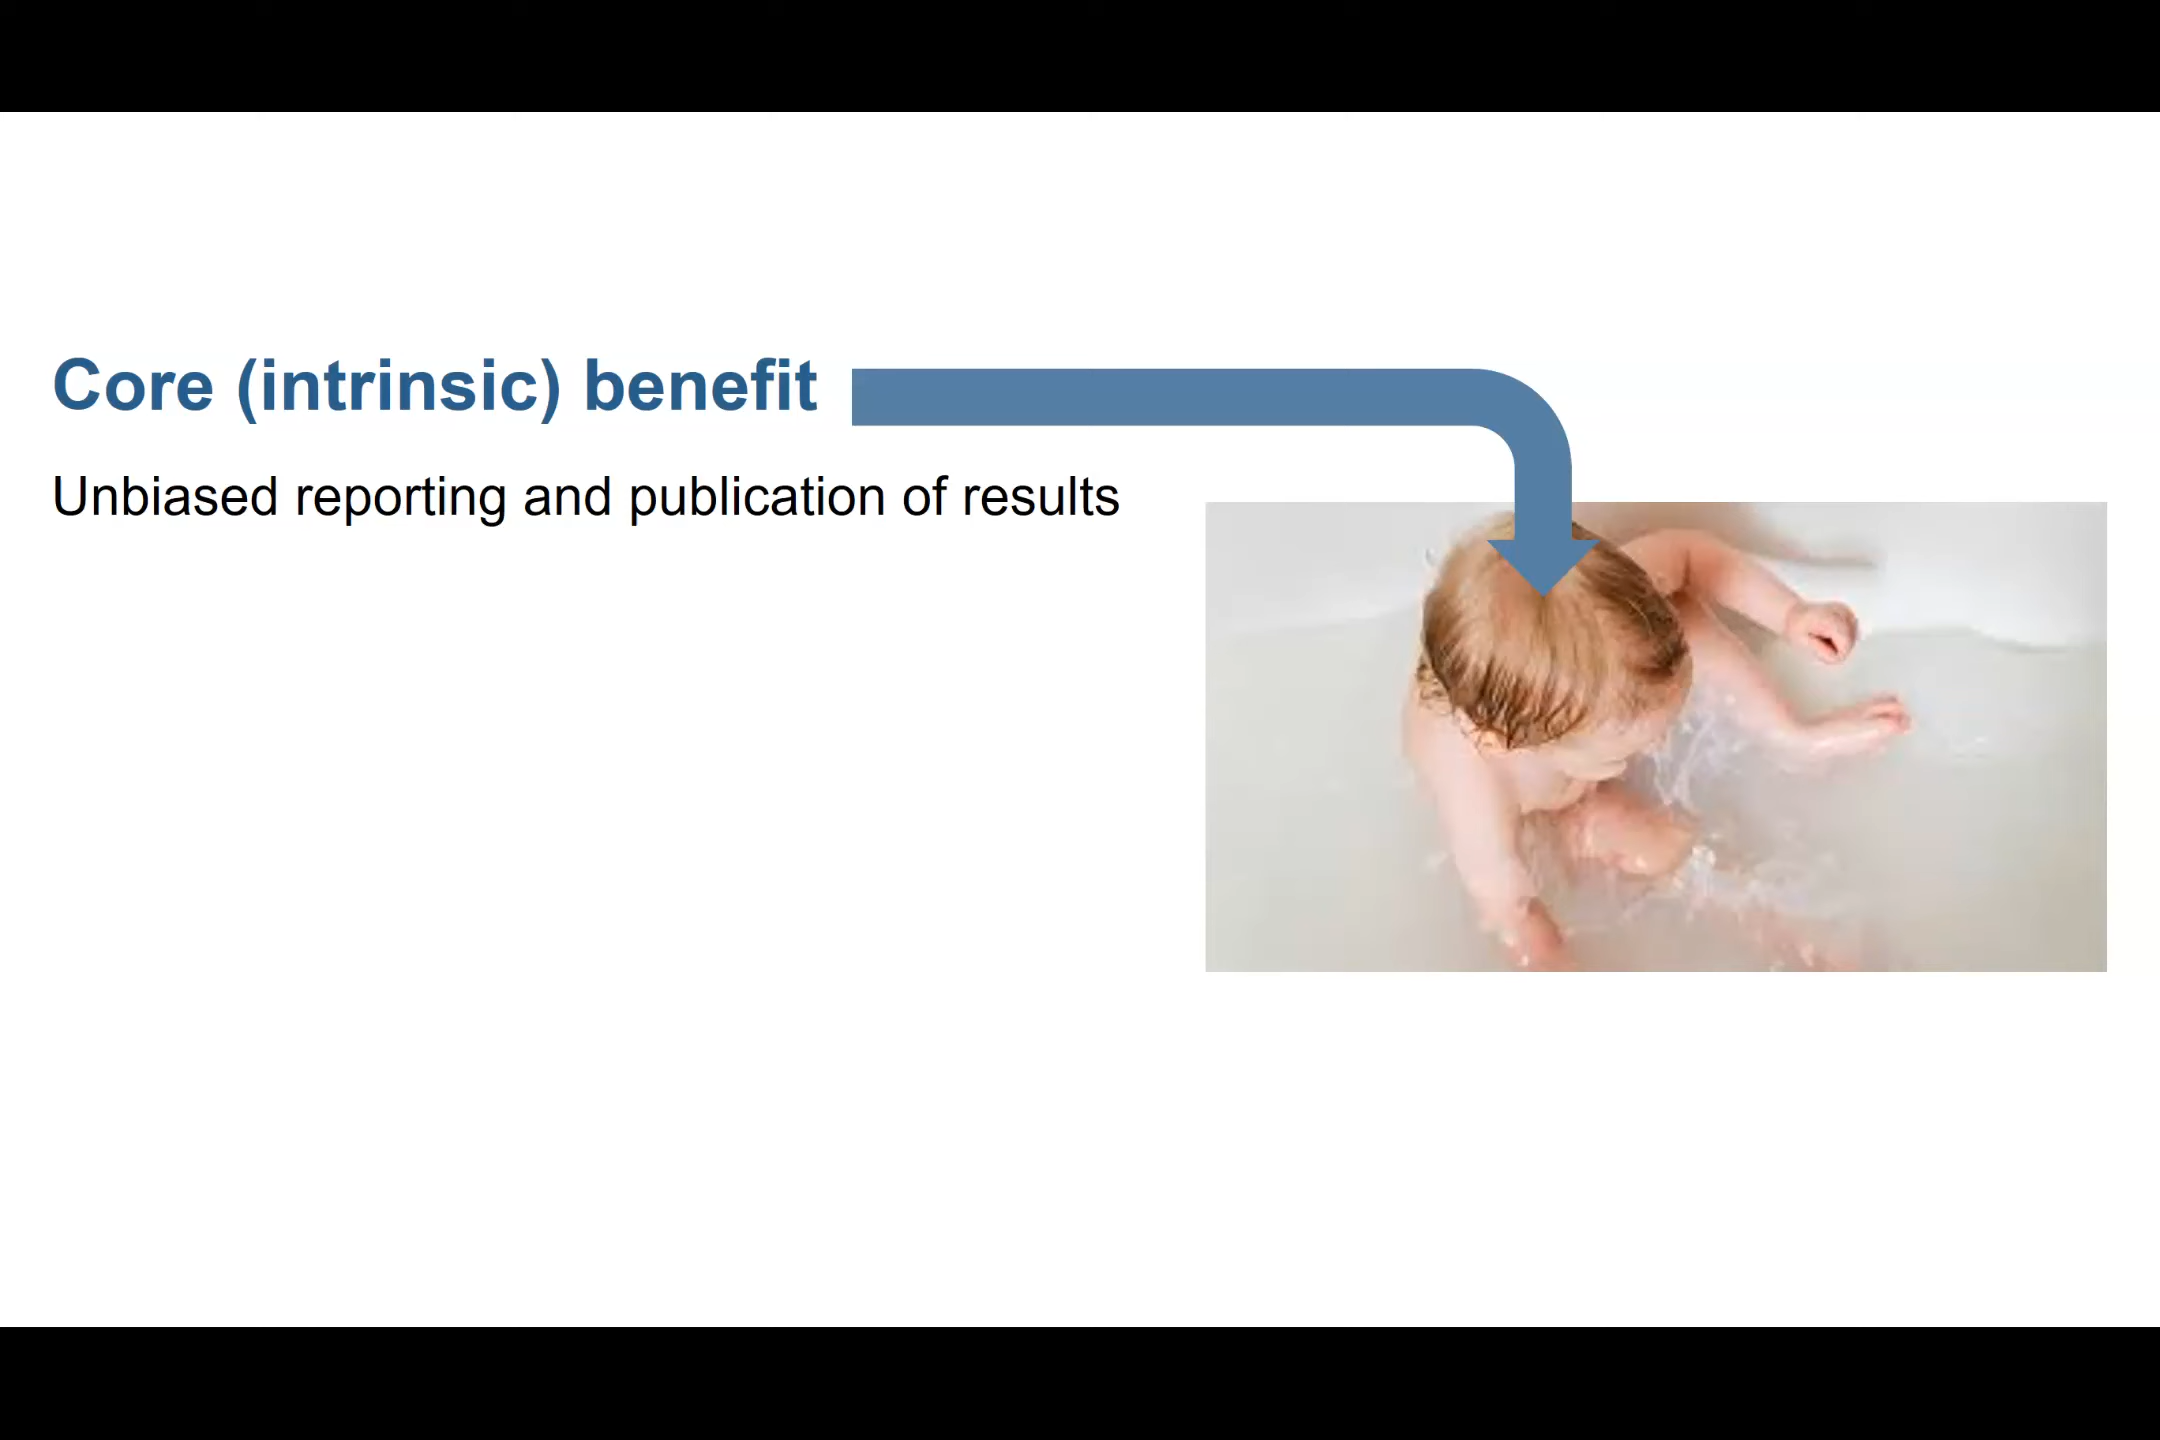 Core (intrinsic) benefit
Unbiased reporting and publication of results